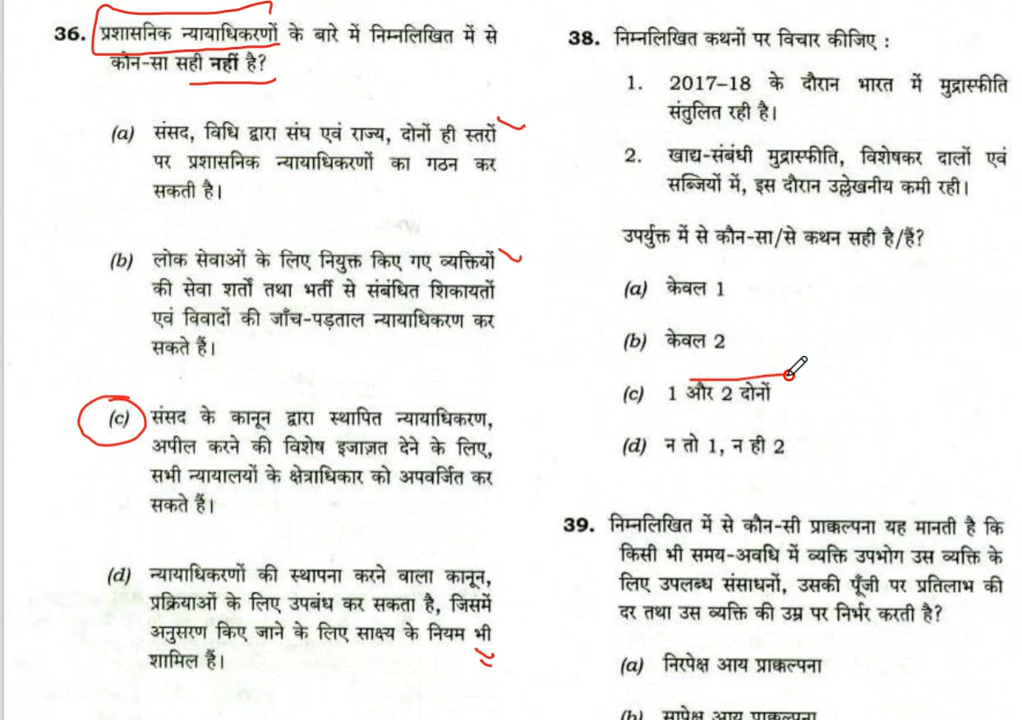 36. प्रशासनिक न्यायाधिकरणों के बारे में निम्नलिखित में से
कौन-सा सही नहीं है?
(a) संसद, विधि द्वारा संघ एवं राज्य, दोनों ही स्तरों
पर प्रशासनिक न्यायाधिकरणों का गठन कर
सकती है।
(b) लोक सेवाओं के लिए नियुक्त किए गए व्यक्तियों
की सेवा शर्तों तथा भर्ती से संबंधित शिकायतों
एवं विवादों की जाँच-पड़ताल न्यायाधिकरण कर
सकते हैं।
(c) संसद के कानून द्वारा स्थापित न्यायाधिकरण,
अपील करने की विशेष इजाज़त देने के लिए,
सभी न्यायालयों के क्षेत्राधिकार को अपवर्जित कर
सकते हैं।
(d) न्यायाधिकरणों की स्थापना करने वाला कानून,
प्रक्रियाओं के लिए उपबंध कर सकता है, जिसमें
अनुसरण किए जाने के लिए साक्ष्य के नियम भी
शामिल हैं।
38. निम्नलिखित कथनों पर विचार कीजिए :
1. 2017–18 के दौरान भारत में मुद्रास्फीति
संतुलित रही है।
2. खाद्य-संबंधी मुद्रास्फीति, विशेषकर दालों एवं
सब्जियों में, इस दौरान उल्लेखनीय कमी रही।
उपर्युक्त में से कौन-सा/से कथन सही है/हैं?
(a) केवल 1
(b) केवल 2
(c) 1 और 2 दोनों
(d) न तो 1, न ही 2
39. निम्नलिखित में से कौन-सी प्राक्कल्पना यह मानती है कि
किसी भी समय-अवधि में व्यक्ति उपभोग उस व्यक्ति के
लिए उपलब्ध संसाधनों, उसकी पूँजी पर प्रतिलाभ की
दर तथा उस व्यक्ति की उम्र पर निर्भर करती है?
(a) निरपेक्ष आय प्राक्कल्पना
(b) सापेक्ष आय प्राक्कल्पना